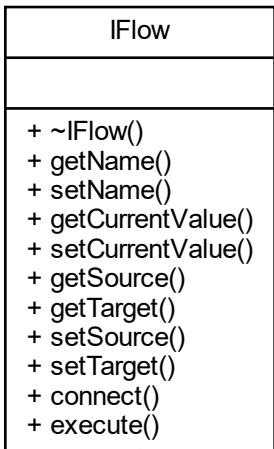 IFlow
+ ~IFlow()
+ getName()
+ setName()
+ getCurrentValue()
+ setCurrentValue()
+ getSource()
+ getTarget()
+ setSource()
+ setTarget()
+ connect()
+ execute()